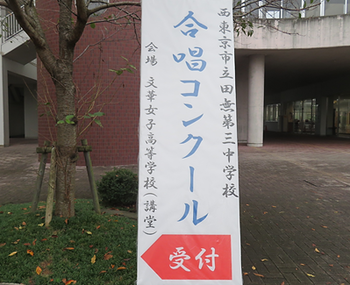 西東京市立田無第三中学校
合唱コンクール
会場 文華女子高等学校(講堂)
受付